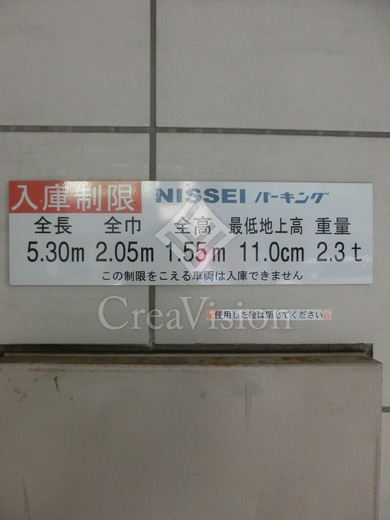 入庫制限 NISSEI パーキング
全長 全巾 全高 最低地上高 重量
5.30m 2.05m 1.55m 11.0cm 2.3t
この制限をこえる車両は入庫できません
CreaVision
使用した後は閉じてください